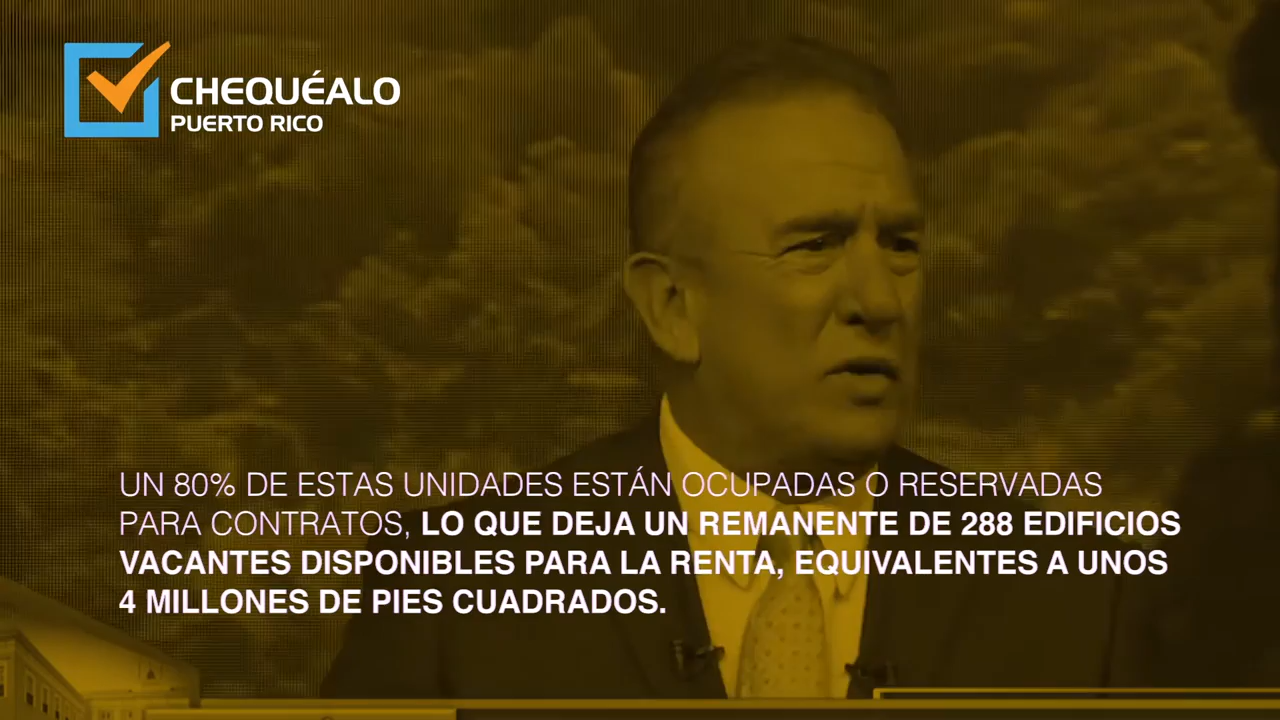 CHEQUÉALO
PUERTO RICO
UN 80% DE ESTAS UNIDADES ESTÁN OCUPADAS O RESERVADAS
PARA CONTRATOS, LO QUE DEJA UN REMANENTE DE 288 EDIFICIOS
VACANTES DISPONIBLES PARA LA RENTA, EQUIVALENTES A UNOS
4 MILLONES DE PIES CUADRADOS.